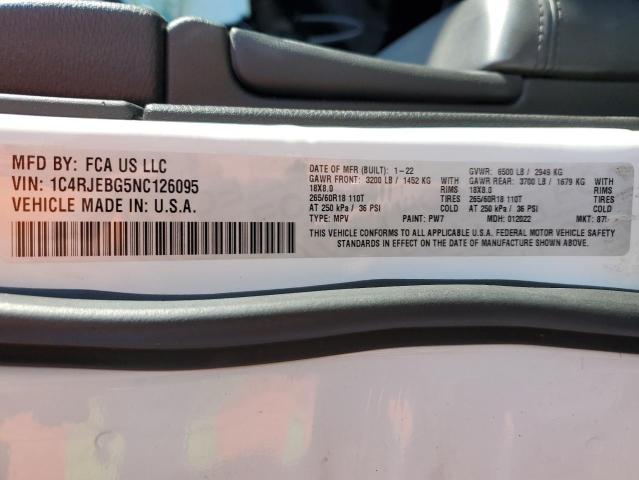 MFD BY: FCA US LLC
VIN: 1C4RJEBG5NC126095
VEHICLE MADE IN: U.S.A.
DATE OF MFR (BUILT): 1-22 GVWR: 6500 LB / 2949 KG
GAWR FRONT: 3200 LB / 1452 KG WITH GAWR REAR: 3700 LB / 1679 KG WITH
18X8.0 RIMS 18X8.0 RIMS
265/60R18 110T TIRES 265/60R18 110T TIRES
AT 250 kPa / 36 PSI COLD AT 250 kPa / 36 PSI COLD
TYPE: MPV PAINT: PW7 MDH: 012022 MKT: 87
THIS VEHICLE CONFORMS TO ALL APPLICABLE U.S.A. FEDERAL MOTOR VEHICLE SAFETY
STANDARDS IN EFFECT ON THE DATE OF MANUFACTURE SHOWN ABOVE.